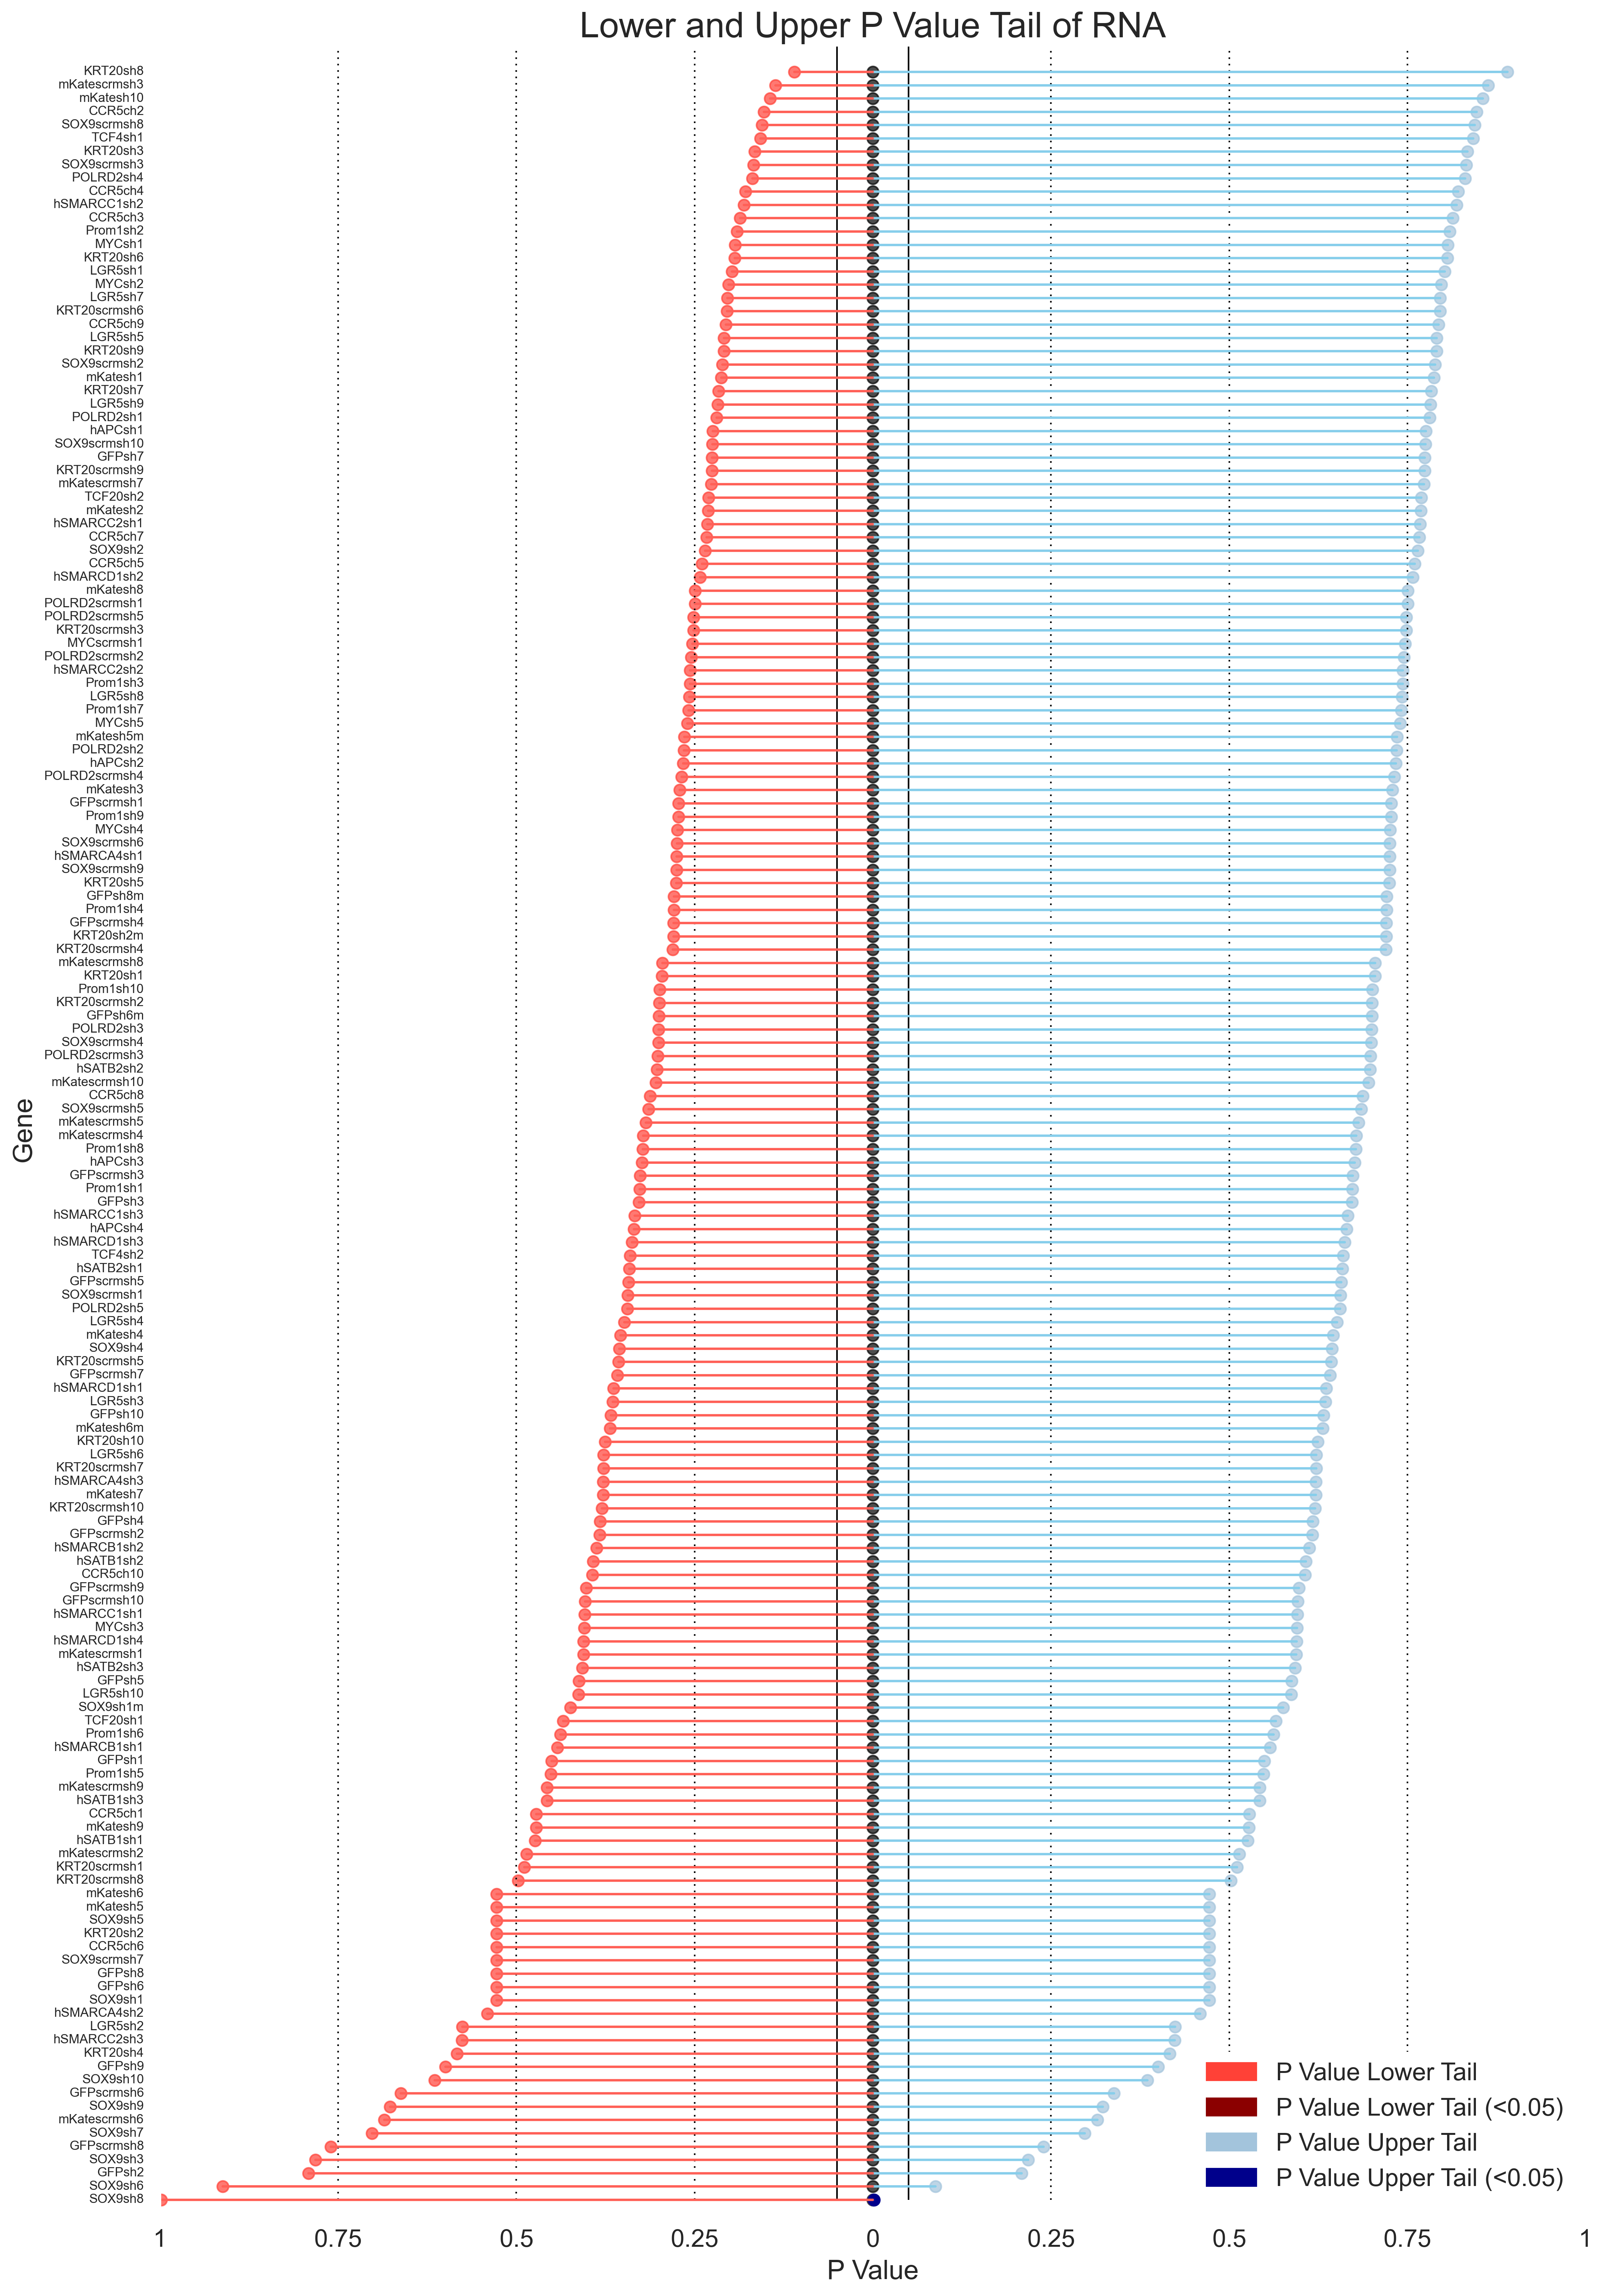 Lower and Upper P Value Tail of RNA
KRT20sh8
mKatescrmsh3
mKatesh10
CCR5ch2
SOX9scrmsh8
TCF4sh1
KRT20sh3
SOX9scrmsh3
POLRD2sh4
CCR5ch4
hSMARCC1sh2
CCR5ch3
Prom1sh2
MYCsh1
KRT20sh6
LGR5sh1
MYCsh2
LGR5sh7
KRT20scrmsh6
CCR5ch9
LGR5sh5
KRT20sh9
SOX9scrmsh2
mKatesh1
KRT20sh7
LGR5sh9
POLRD2sh1
hAPCsh1
SOX9scrmsh10
GFPsh7
KRT20scrmsh9
mKatescrmsh7
TCF20sh2
mKatesh2
hSMARCC2sh1
CCR5ch7
SOX9sh2
CCR5ch5
hSMARCD1sh2
mKatesh8
POLRD2scrmsh1
POLRD2scrmsh5
KRT20scrmsh3
MYCscrmsh1
POLRD2scrmsh2
hSMARCC2sh2
Prom1sh3
LGR5sh8
Prom1sh7
MYCsh5
mKatesh5m
POLRD2sh2
hAPCsh2
POLRD2scrmsh4
mKatesh3
GFPscrmsh1
Prom1sh9
MYCsh4
SOX9scrmsh6
hSMARCA4sh1
SOX9scrmsh9
KRT20sh5
GFPsh8m
Prom1sh4
GFPscrmsh4
KRT20sh2m
KRT20scrmsh4
mKatescrmsh8
KRT20sh1
Prom1sh10
KRT20scrmsh2
GFPsh6m
POLRD2sh3
SOX9scrmsh4
POLRD2scrmsh3
hSATB2sh2
mKatescrmsh10
CCR5ch8
SOX9scrmsh5
mKatescrmsh5
mKatescrmsh4
Prom1sh8
hAPCsh3
GFPscrmsh3
Prom1sh1
GFPsh3
hSMARCC1sh3
hAPCsh4
hSMARCD1sh3
TCF4sh2
hSATB2sh1
GFPscrmsh5
SOX9scrmsh1
POLRD2sh5
LGR5sh4
mKatesh4
SOX9sh4
KRT20scrmsh5
GFPscrmsh7
hSMARCD1sh1
LGR5sh3
GFPsh10
mKatesh6m
KRT20sh10
LGR5sh6
KRT20scrmsh7
hSMARCA4sh3
mKatesh7
KRT20scrmsh10
GFPsh4
GFPscrmsh2
hSMARCB1sh2
hSATB1sh2
CCR5ch10
GFPscrmsh9
GFPscrmsh10
hSMARCC1sh1
MYCsh3
hSMARCD1sh4
mKatescrmsh1
hSATB2sh3
GFPsh5
LGR5sh10
SOX9sh1m
TCF20sh1
Prom1sh6
hSMARCB1sh1
GFPsh1
Prom1sh5
mKatescrmsh9
hSATB1sh3
CCR5ch1
mKatesh9
hSATB1sh1
mKatescrmsh2
KRT20scrmsh1
KRT20scrmsh8
mKatesh6
mKatesh5
SOX9sh5
KRT20sh2
CCR5ch6
SOX9scrmsh7
GFPsh8
GFPsh6
SOX9sh1
hSMARCA4sh2
LGR5sh2
hSMARCC2sh3
KRT20sh4
GFPsh9
SOX9sh10
GFPscrmsh6
SOX9sh9
mKatescrmsh6
SOX9sh7
GFPscrmsh8
SOX9sh3
GFPsh2
SOX9sh6
SOX9sh8
Gene
P Value Lower Tail
P Value Lower Tail (<0.05)
P Value Upper Tail
P Value Upper Tail (<0.05)
1 0.75 0.5 0.25 0 0.25 0.5 0.75 1
P Value